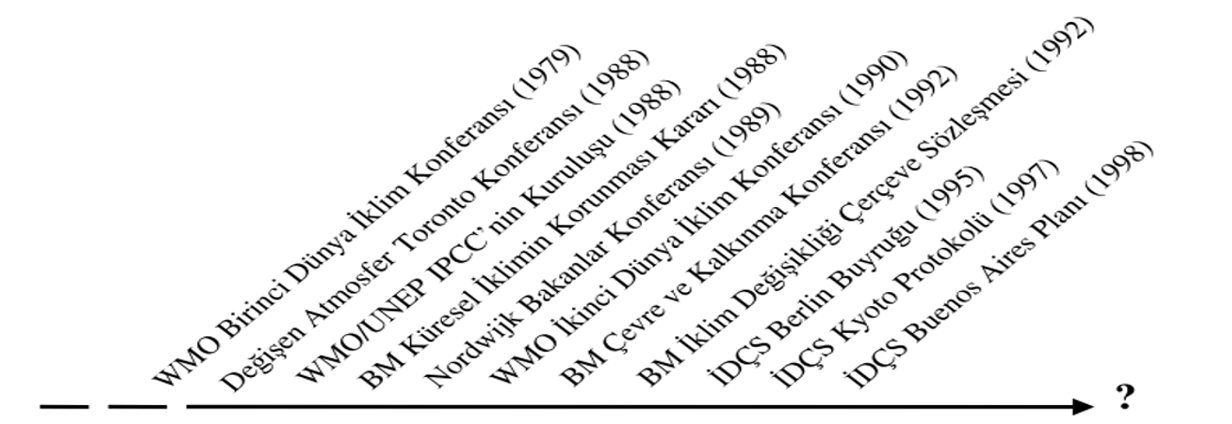 WMO Birinci Dünya İklim Konferansı (1979)
Değişen Atmosfer Toronto Konferansı (1988)
WMO/UNEP IPCC'nin Kuruluşu (1988)
BM Küresel İklimin Korunması Kararı (1988)
Nordwijk Bakanlar Konferansı (1989)
WMO İkinci Dünya İklim Konferansı (1990)
BM Çevre ve Kalkınma Konferansı (1992)
BM İklim Değişikliği Çerçeve Sözleşmesi (1992)
İDÇS Berlin Buyruğu (1995)
İDÇS Kyoto Protokolü (1997)
İDÇS Buenos Aires Planı (1998)
?